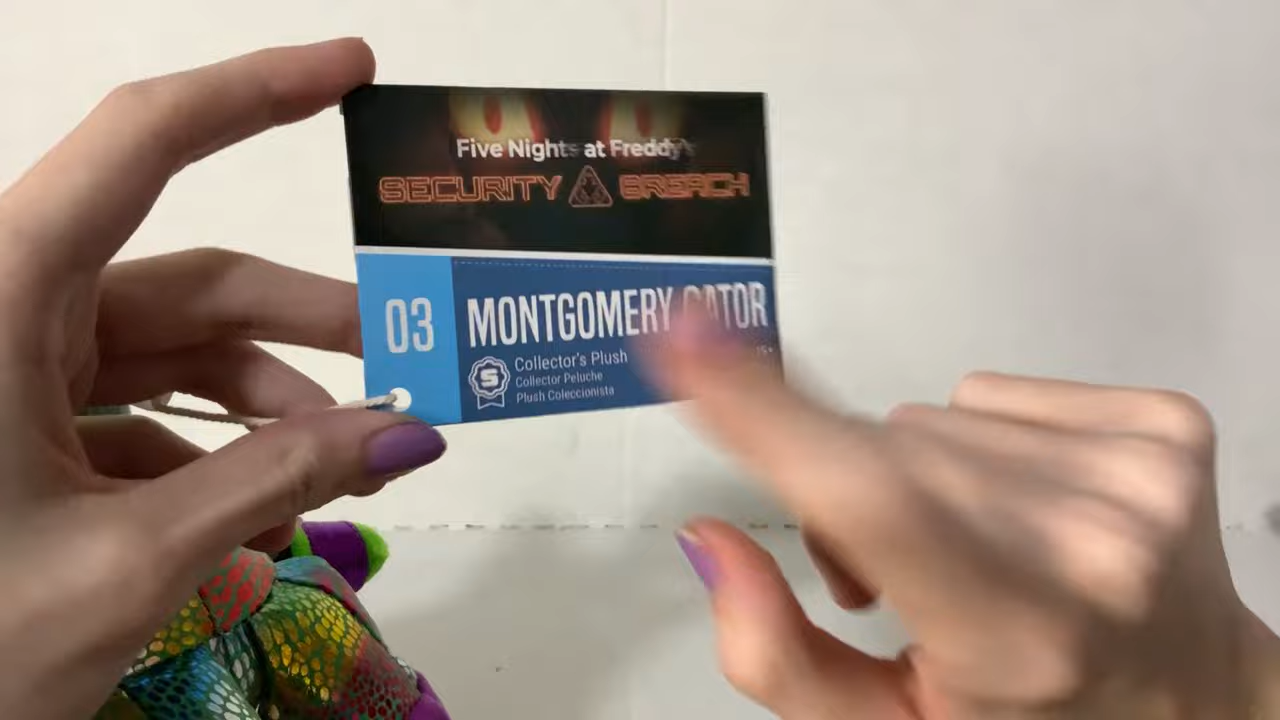 Five Nights at Freddy's
SECURITY BREACH
03
MONTGOMERY GATOR
S
Collector's Plush
Collector Peluche
Plush Coleccionista